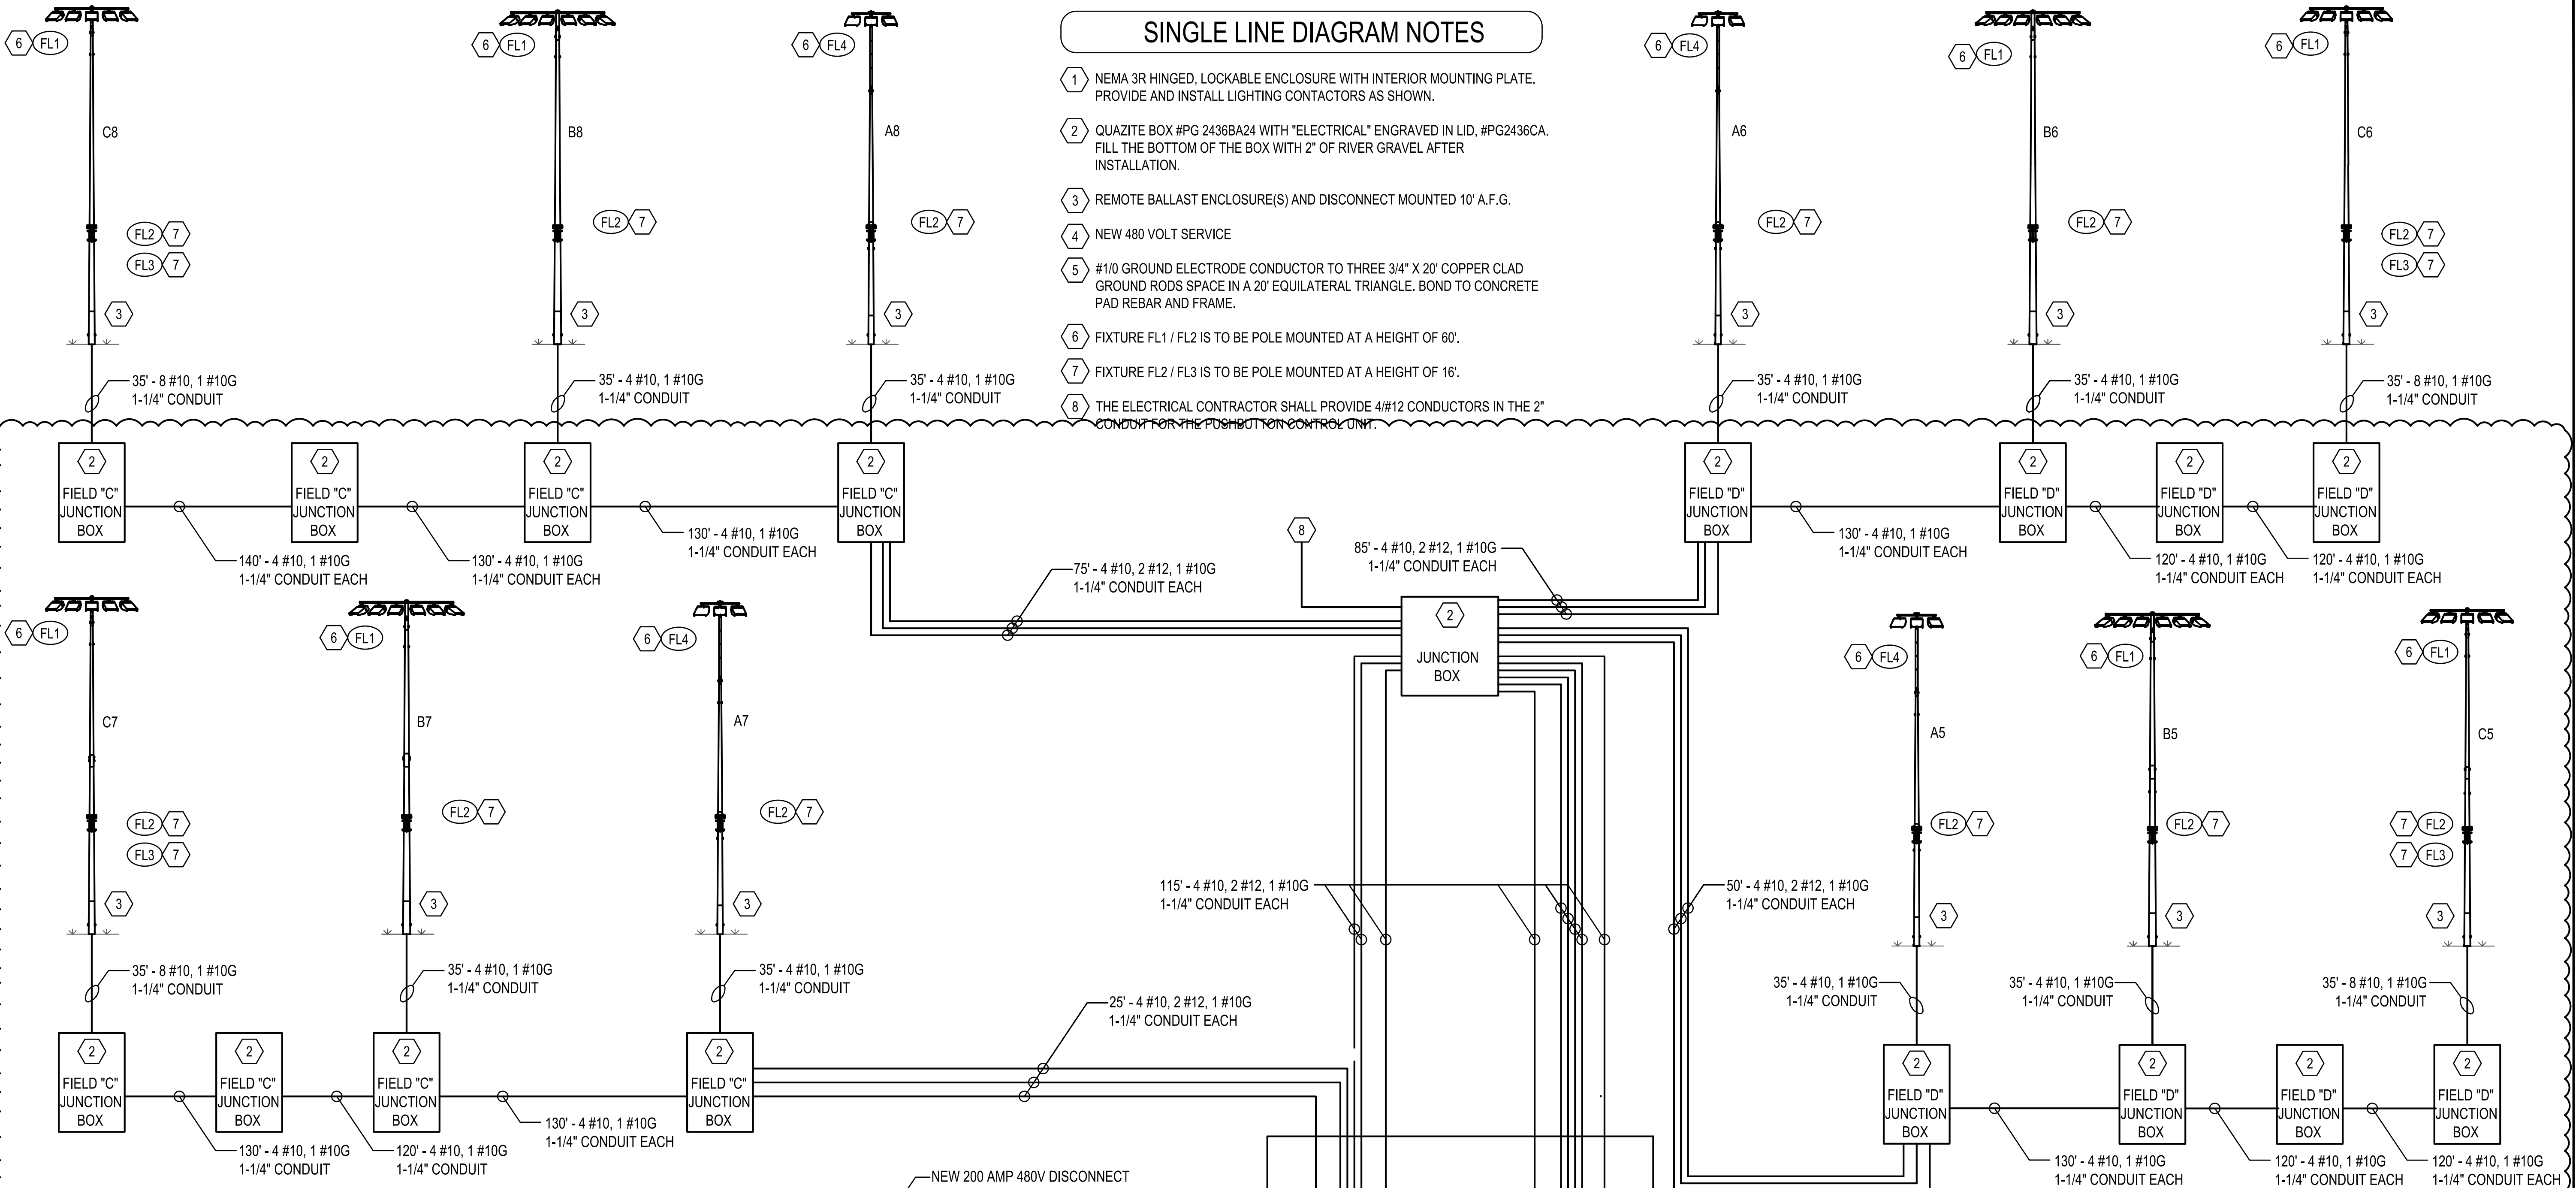 SINGLE LINE DIAGRAM NOTES
1 NEMA 3R HINGED, LOCKABLE ENCLOSURE WITH INTERIOR MOUNTING PLATE.
PROVIDE AND INSTALL LIGHTING CONTACTORS AS SHOWN.
2 QUAZITE BOX #PG 2436BA24 WITH "ELECTRICAL" ENGRAVED IN LID, #PG2436CA.
FILL THE BOTTOM OF THE BOX WITH 2" OF RIVER GRAVEL AFTER
INSTALLATION.
3 REMOTE BALLAST ENCLOSURE(S) AND DISCONNECT MOUNTED 10' A.F.G.
4 NEW 480 VOLT SERVICE
5 #1/0 GROUND ELECTRODE CONDUCTOR TO THREE 3/4" X 20' COPPER CLAD
GROUND RODS SPACE IN A 20' EQUILATERAL TRIANGLE. BOND TO CONCRETE
PAD REBAR AND FRAME.
6 FIXTURE FL1 / FL2 IS TO BE POLE MOUNTED AT A HEIGHT OF 60'.
7 FIXTURE FL2 / FL3 IS TO BE POLE MOUNTED AT A HEIGHT OF 16'.
8 THE ELECTRICAL CONTRACTOR SHALL PROVIDE 4/#12 CONDUCTORS IN THE 2"
CONDUIT FOR THE PUSHBUTTON CONTROL UNIT.
6 FL1
C8
FL2 7
FL3 7
3
35' - 8 #10, 1 #10G
1-1/4" CONDUIT
6 FL1
B8
FL2 7
3
35' - 4 #10, 1 #10G
1-1/4" CONDUIT
6 FL4
A8
FL2 7
3
35' - 4 #10, 1 #10G
1-1/4" CONDUIT
6 FL4
A6
FL2 7
3
35' - 4 #10, 1 #10G
1-1/4" CONDUIT
6 FL1
B6
FL2 7
3
35' - 4 #10, 1 #10G
1-1/4" CONDUIT
6 FL1
C6
FL2 7
FL3 7
3
35' - 8 #10, 1 #10G
1-1/4" CONDUIT
2
FIELD "C"
JUNCTION
BOX
140' - 4 #10, 1 #10G
1-1/4" CONDUIT EACH
2
FIELD "C"
JUNCTION
BOX
130' - 4 #10, 1 #10G
1-1/4" CONDUIT EACH
2
FIELD "C"
JUNCTION
BOX
130' - 4 #10, 1 #10G
1-1/4" CONDUIT EACH
2
FIELD "C"
JUNCTION
BOX
75' - 4 #10, 2 #12, 1 #10G
1-1/4" CONDUIT EACH
8
85' - 4 #10, 2 #12, 1 #10G
1-1/4" CONDUIT EACH
2
JUNCTION
BOX
2
FIELD "D"
JUNCTION
BOX
130' - 4 #10, 1 #10G
1-1/4" CONDUIT EACH
2
FIELD "D"
JUNCTION
BOX
120' - 4 #10, 1 #10G
1-1/4" CONDUIT EACH
2
FIELD "D"
JUNCTION
BOX
120' - 4 #10, 1 #10G
1-1/4" CONDUIT EACH
2
FIELD "D"
JUNCTION
BOX
6 FL1
C7
FL2 7
FL3 7
3
35' - 8 #10, 1 #10G
1-1/4" CONDUIT
6 FL1
B7
FL2 7
3
35' - 4 #10, 1 #10G
1-1/4" CONDUIT
6 FL4
A7
FL2 7
3
35' - 4 #10, 1 #10G
1-1/4" CONDUIT
115' - 4 #10, 2 #12, 1 #10G
1-1/4" CONDUIT EACH
50' - 4 #10, 2 #12, 1 #10G
1-1/4" CONDUIT EACH
25' - 4 #10, 2 #12, 1 #10G
1-1/4" CONDUIT EACH
6 FL4
A5
FL2 7
3
35' - 4 #10, 1 #10G
1-1/4" CONDUIT
6 FL1
B5
FL2 7
3
35' - 4 #10, 1 #10G
1-1/4" CONDUIT
6 FL1
C5
7 FL2
7 FL3
3
35' - 8 #10, 1 #10G
1-1/4" CONDUIT
2
FIELD "C"
JUNCTION
BOX
130' - 4 #10, 1 #10G
1-1/4" CONDUIT
2
FIELD "C"
JUNCTION
BOX
120' - 4 #10, 1 #10G
1-1/4" CONDUIT
2
FIELD "C"
JUNCTION
BOX
130' - 4 #10, 1 #10G
1-1/4" CONDUIT EACH
2
FIELD "C"
JUNCTION
BOX
NEW 200 AMP 480V DISCONNECT
2
FIELD "D"
JUNCTION
BOX
130' - 4 #10, 1 #10G
1-1/4" CONDUIT EACH
2
FIELD "D"
JUNCTION
BOX
120' - 4 #10, 1 #10G
1-1/4" CONDUIT EACH
2
FIELD "D"
JUNCTION
BOX
120' - 4 #10, 1 #10G
1-1/4" CONDUIT EACH
2
FIELD "D"
JUNCTION
BOX